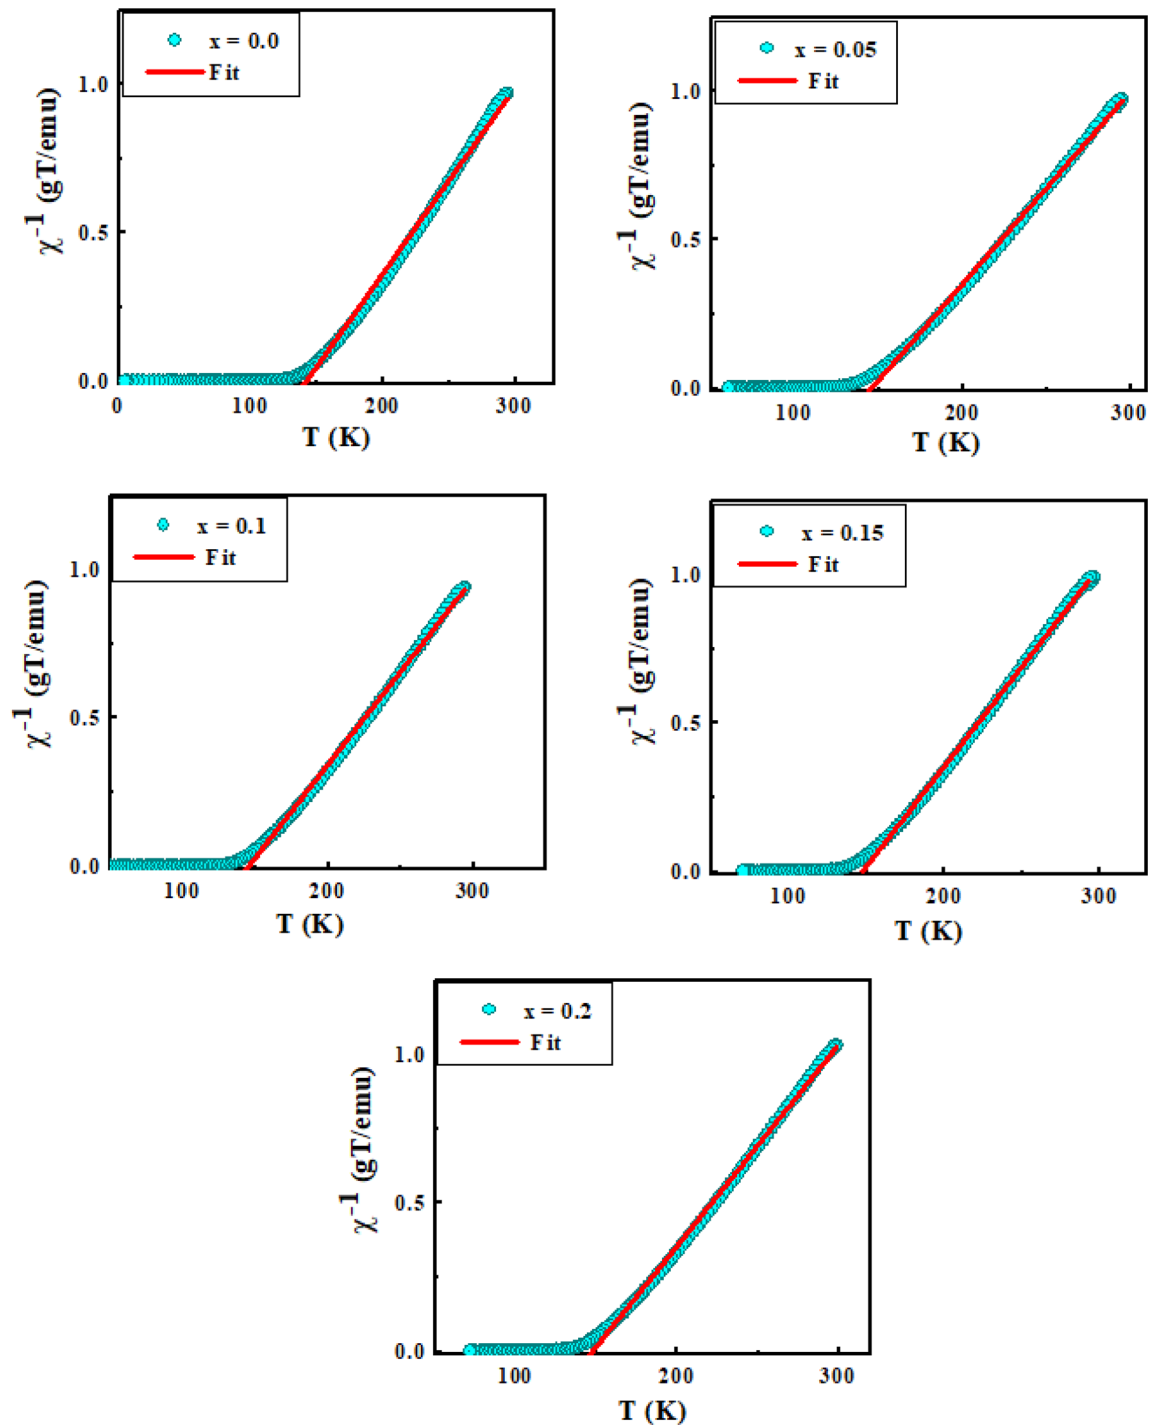 x = 0.0
Fit
1.0
0.5
0.0
χ⁻¹ (gT/emu)
0 100 200 300
T (K)
x = 0.05
Fit
1.0
0.5
0.0
χ⁻¹ (gT/emu)
100 200 300
T (K)
x = 0.1
Fit
1.0
0.5
0.0
χ⁻¹ (gT/emu)
100 200 300
T (K)
x = 0.15
Fit
1.0
0.5
0.0
χ⁻¹ (gT/emu)
100 200 300
T (K)
x = 0.2
Fit
1.0
0.5
0.0
χ⁻¹ (gT/emu)
100 200 300
T (K)